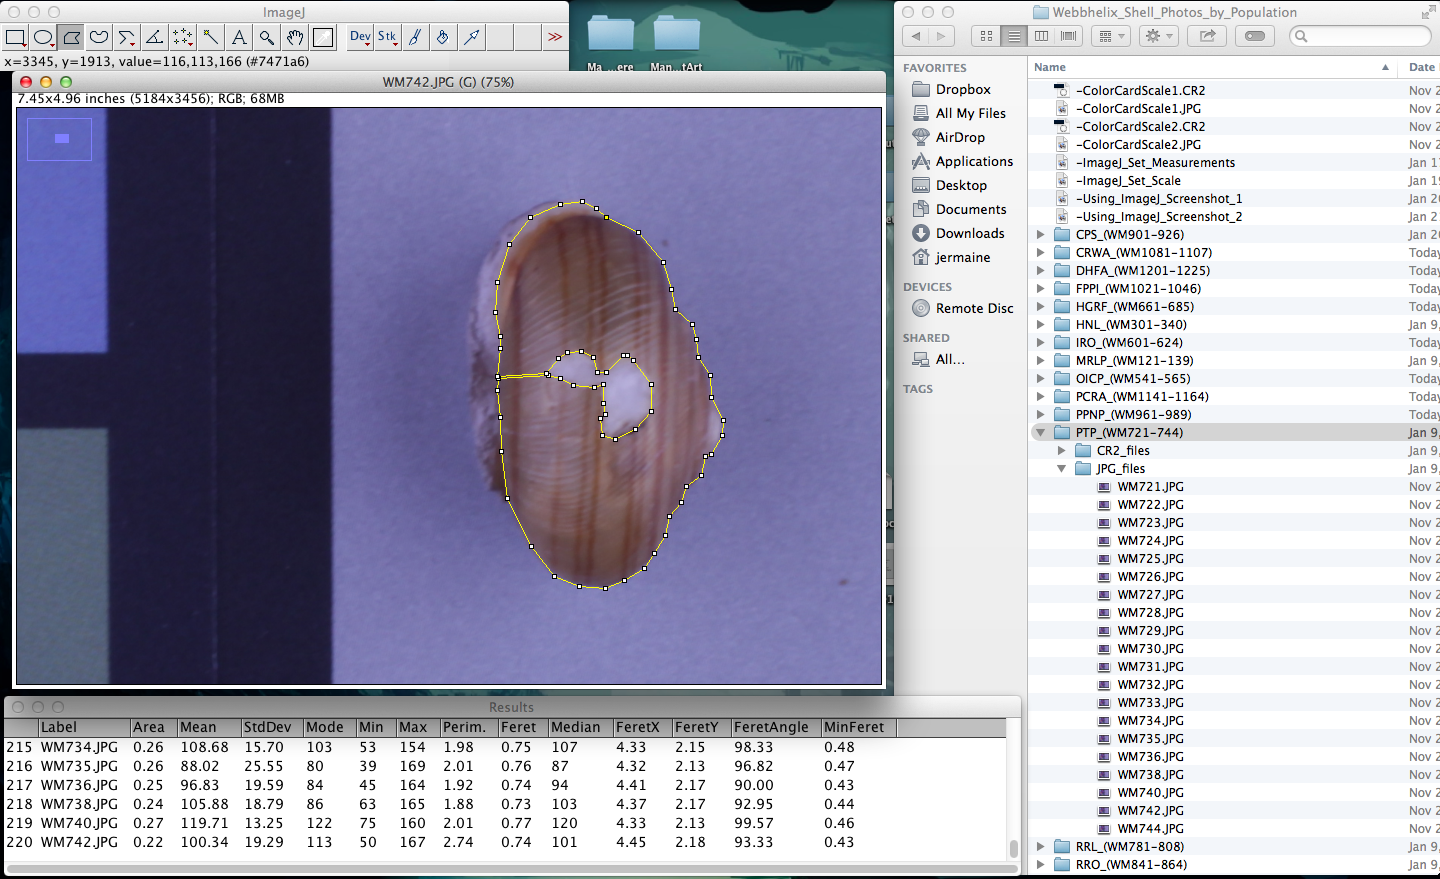 ImageJ
Dev Stk >>
x=3345, y=1913, value=116,113,166 (#7471a6)
Ma...ere Man...tArt
WM742.JPG (G) (75%)
7.45x4.96 inches (5184x3456); RGB; 68MB
Results
Label Area Mean StdDev Mode Min Max Perim. Feret Median FeretX FeretY FeretAngle MinFeret
215 WM734.JPG 0.26 108.68 15.70 103 53 154 1.98 0.75 107 4.33 2.15 98.33 0.48
216 WM735.JPG 0.26 88.02 25.55 80 39 169 2.01 0.76 87 4.32 2.13 96.82 0.47
217 WM736.JPG 0.25 96.83 19.59 84 45 164 1.92 0.74 94 4.41 2.17 90.00 0.43
218 WM738.JPG 0.24 105.88 18.79 86 63 165 1.88 0.73 103 4.37 2.17 92.95 0.44
219 WM740.JPG 0.27 119.71 13.25 122 75 160 2.01 0.77 120 4.33 2.13 99.57 0.46
220 WM742.JPG 0.22 100.34 19.29 113 50 167 2.74 0.74 101 4.45 2.18 93.33 0.43
Webbhelix_Shell_Photos_by_Population
FAVORITES
Dropbox
All My Files
AirDrop
Applications
Desktop
Documents
Downloads
jermaine
DEVICES
Remote Disc
SHARED
All...
TAGS
Name Date
-ColorCardScale1.CR2 Nov 2
-ColorCardScale1.JPG Nov 2
-ColorCardScale2.CR2 Nov 2
-ColorCardScale2.JPG Nov 2
-ImageJ_Set_Measurements Jan 1
-ImageJ_Set_Scale Jan 19
-Using_ImageJ_Screenshot_1 Jan 20
-Using_ImageJ_Screenshot_2 Jan 2
CPS_(WM901-926) Jan 20
CRWA_(WM1081-1107) Today
DHFA_(WM1201-1225) Today
FPPI_(WM1021-1046) Today
HGRF_(WM661-685) Today
HNL_(WM301-340) Jan 9,
IRO_(WM601-624) Jan 9,
MRLP_(WM121-139) Jan 9,
OICP_(WM541-565) Jan 9,
PCRA_(WM1141-1164) Today
PPNP_(WM961-989) Today
PTP_(WM721-744) Jan 9,
CR2_files Jan 9,
JPG_files Jan 9,
WM721.JPG Nov 2
WM722.JPG Nov 2
WM723.JPG Nov 2
WM724.JPG Nov 2
WM725.JPG Nov 2
WM726.JPG Nov 2
WM727.JPG Nov 2
WM728.JPG Nov 2
WM729.JPG Nov 2
WM730.JPG Nov 2
WM731.JPG Nov 2
WM732.JPG Nov 2
WM733.JPG Nov 2
WM734.JPG Nov 2
WM735.JPG Nov 2
WM736.JPG Nov 2
WM738.JPG Nov 2
WM740.JPG Nov 2
WM742.JPG Nov 2
WM744.JPG Nov 2
RRL_(WM781-808) Jan 9,
RRO_(WM841-864) Jan 9,